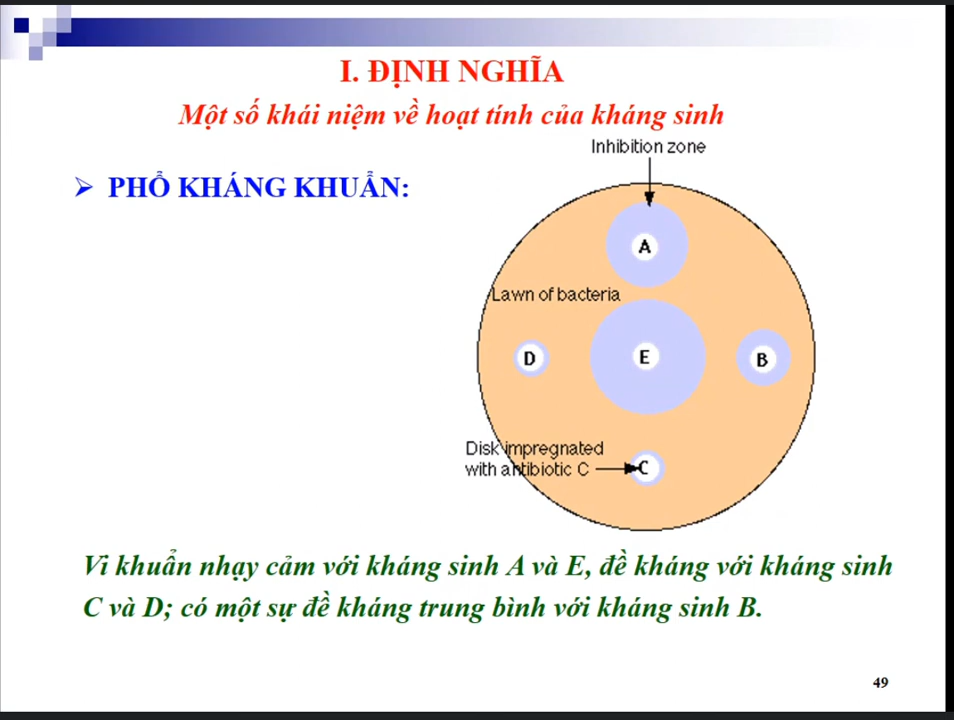 I. ĐỊNH NGHĨA
Một số khái niệm về hoạt tính của kháng sinh
Inhibition zone
PHỔ KHÁNG KHUẨN:
A
Lawn of bacteria
D
E
B
Disk impregnated
with antibiotic C
C
Vi khuẩn nhạy cảm với kháng sinh A và E, đề kháng với kháng sinh
C và D; có một sự đề kháng trung bình với kháng sinh B.
49